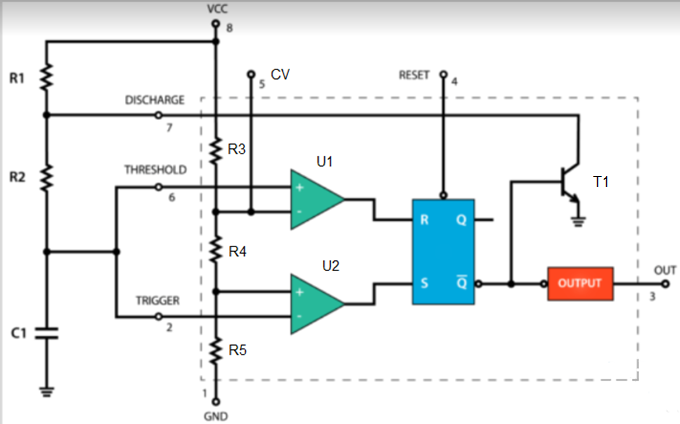 VCC
8
CV
5
RESET
4
R1
DISCHARGE
7
R3
U1
THRESHOLD
6
R2
+
-
T1
R Q
R4
U2
S Q̅
OUTPUT
OUT
3
+
-
TRIGGER
2
C1
R5
1
GND